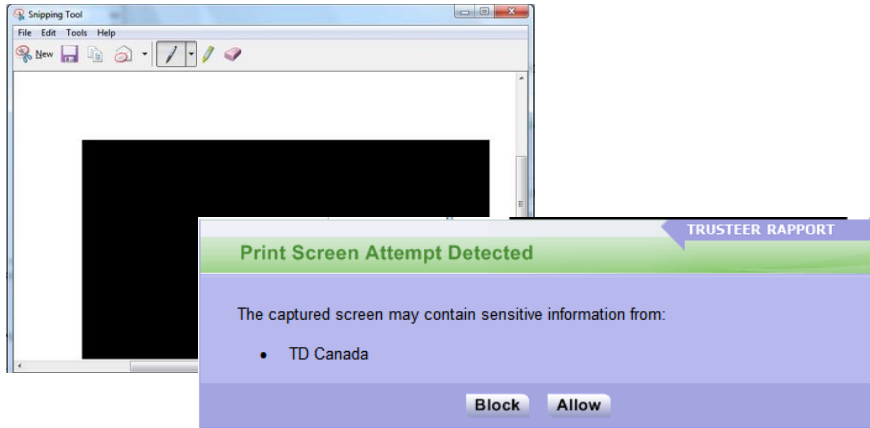 Snipping Tool
File Edit Tools Help
New
TRUSTEER RAPPORT
Print Screen Attempt Detected
The captured screen may contain sensitive information from:
• TD Canada
Block Allow